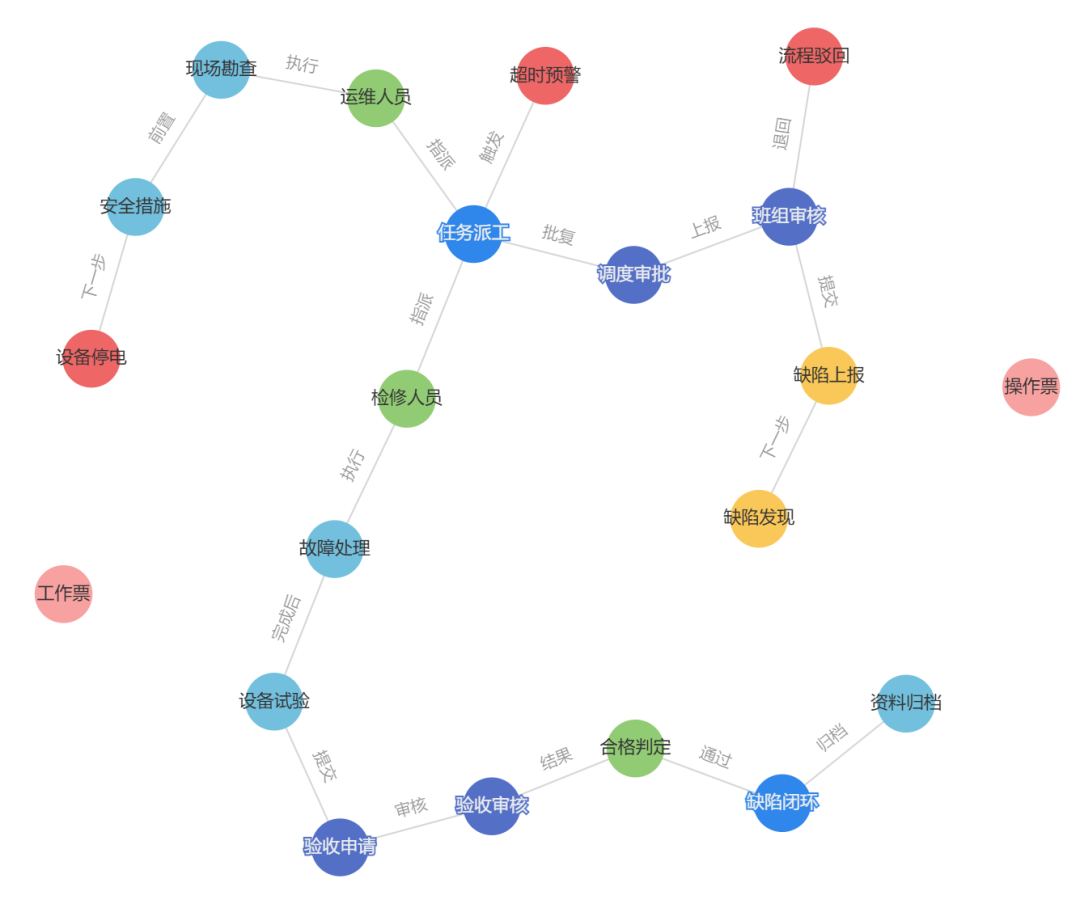 流程驳回
现场勘查
执行
运维人员
超时预警
前置
指派
触发
退回
安全措施
任务派工
批复
调度审批
上报
班组审核
下一步
指派
提交
设备停电
检修人员
缺陷上报
操作票
执行
下一步
缺陷发现
故障处理
工作票
完成后
设备试验
资料归档
提交
结果
合格判定
通过
归档
审核
验收审核
缺陷闭环
验收申请